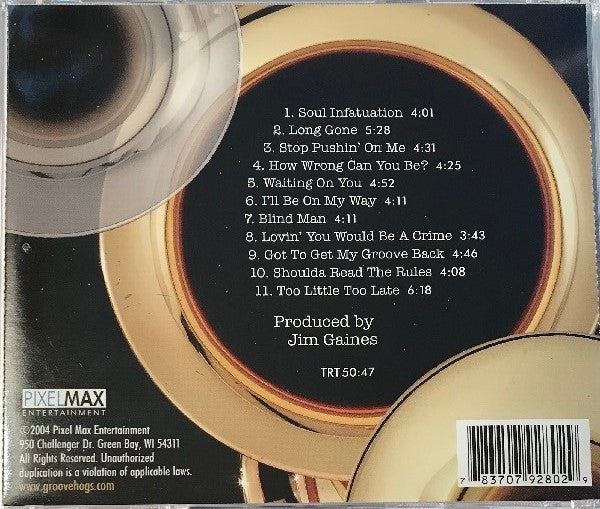 1. Soul Infatuation 4:01
2. Long Gone 5:28
3. Stop Pushin' On Me 4:31
4. How Wrong Can You Be? 4:25
5. Waiting On You 4:52
6. I'll Be On My Way 4:11
7. Blind Man 4:11
8. Lovin' You Would Be A Crime 3:43
9. Got To Get My Groove Back 4:46
10. Shoulda Read The Rules 4:08
11. Too Little Too Late 6:18
Produced by
Jim Gaines
TRT 50:47
PIXELMAX
ENTERTAINMENT
©2004 Pixel Max Entertainment
950 Challenger Dr. Green Bay, WI 54311
All Rights Reserved. Unauthorized
duplication is a violation of applicable laws.
www.groovehogs.com
7 83707 92802 9